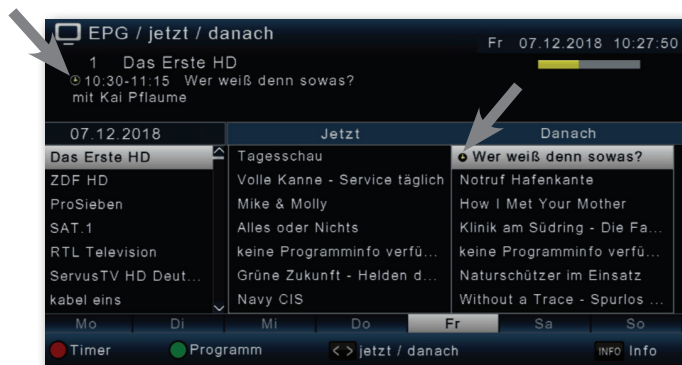 EPG / jetzt / danach
Fr 07.12.2018 10:27:50
1 Das Erste HD
10:30-11:15 Wer weiß denn sowas?
mit Kai Pflaume
07.12.2018 Jetzt Danach
Das Erste HD Tagesschau Wer weiß denn sowas?
ZDF HD Volle Kanne - Service täglich Notruf Hafenkante
ProSieben Mike & Molly How I Met Your Mother
SAT.1 Alles oder Nichts Klinik am Südring - Die Fa...
RTL Television keine Programminfo verfü... keine Programminfo verfü...
ServusTV HD Deut... Grüne Zukunft - Helden d... Naturschützer im Einsatz
kabel eins Navy CIS Without a Trace - Spurlos ...
Mo Di Mi Do Fr Sa So
Timer Programm < > jetzt / danach INFO Info